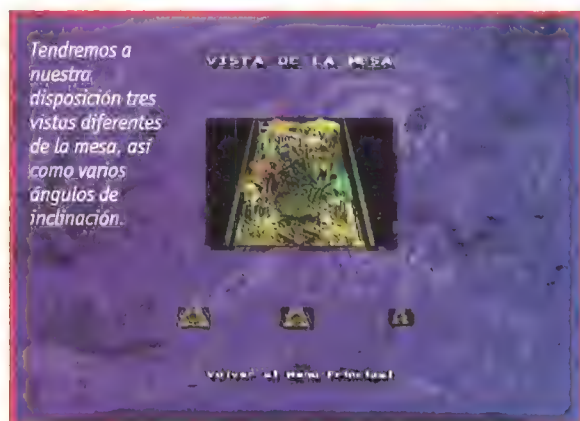 Tendremos a
nuestra
disposición tres
vistas diferentes
de la mesa, así
como varios
ángulos de
inclinación.
VISTA DE LA MESA
Volver al Menu Principal